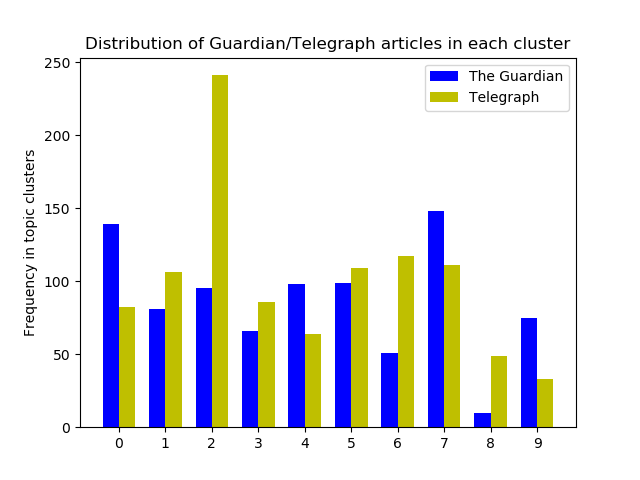 Distribution of Guardian/Telegraph articles in each cluster
The Guardian
Telegraph
Frequency in topic clusters
250
200
150
100
50
0
0 1 2 3 4 5 6 7 8 9